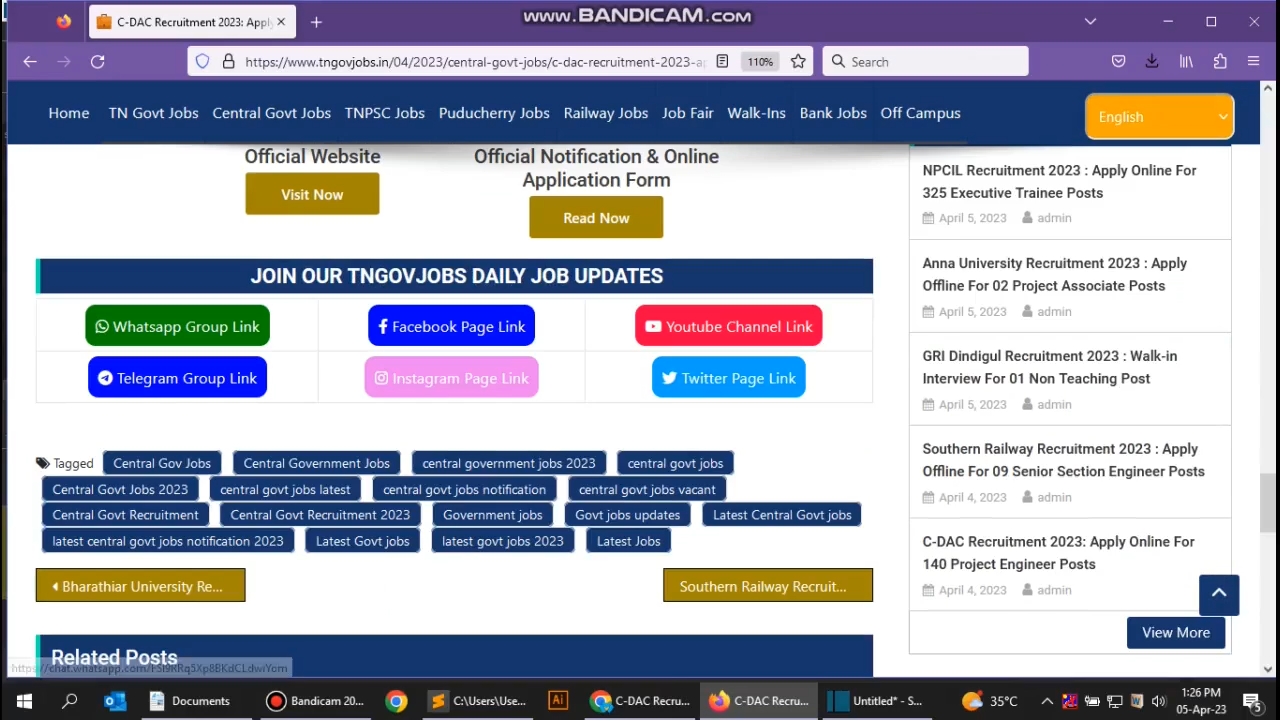 www.BANDICAM.com
C-DAC Recruitment 2023: Apply
https://www.tngovjobs.in/04/2023/central-govt-jobs/c-dac-recruitment-2023-a
110%
Search
Home
TN Govt Jobs
Central Govt Jobs
TNPSC Jobs
Puducherry Jobs
Railway Jobs
Job Fair
Walk-Ins
Bank Jobs
Off Campus
English
Official Website
Visit Now
Official Notification & Online
Application Form
Read Now
JOIN OUR TNGOVJOBS DAILY JOB UPDATES
Whatsapp Group Link
Facebook Page Link
Youtube Channel Link
Telegram Group Link
Instagram Page Link
Twitter Page Link
Tagged Central Gov Jobs Central Government Jobs central government jobs 2023 central govt jobs
Central Govt Jobs 2023 central govt jobs latest central govt jobs notification central govt jobs vacant
Central Govt Recruitment Central Govt Recruitment 2023 Government jobs Govt jobs updates Latest Central Govt jobs
latest central govt jobs notification 2023 Latest Govt jobs latest govt jobs 2023 Latest Jobs
Bharathiar University Re...
Southern Railway Recruit...
Related Posts
NPCIL Recruitment 2023 : Apply Online For
325 Executive Trainee Posts
April 5, 2023 admin
Anna University Recruitment 2023 : Apply
Offline For 02 Project Associate Posts
April 5, 2023 admin
GRI Dindigul Recruitment 2023 : Walk-in
Interview For 01 Non Teaching Post
April 5, 2023 admin
Southern Railway Recruitment 2023 : Apply
Offline For 09 Senior Section Engineer Posts
April 4, 2023 admin
C-DAC Recruitment 2023: Apply Online For
140 Project Engineer Posts
April 4, 2023 admin
View More
Documents
Bandicam 20...
Ai
C:\Users\Use...
C-DAC Recru...
C-DAC Recru...
Untitled* - S...
35°C
1:26 PM
05-Apr-23
5